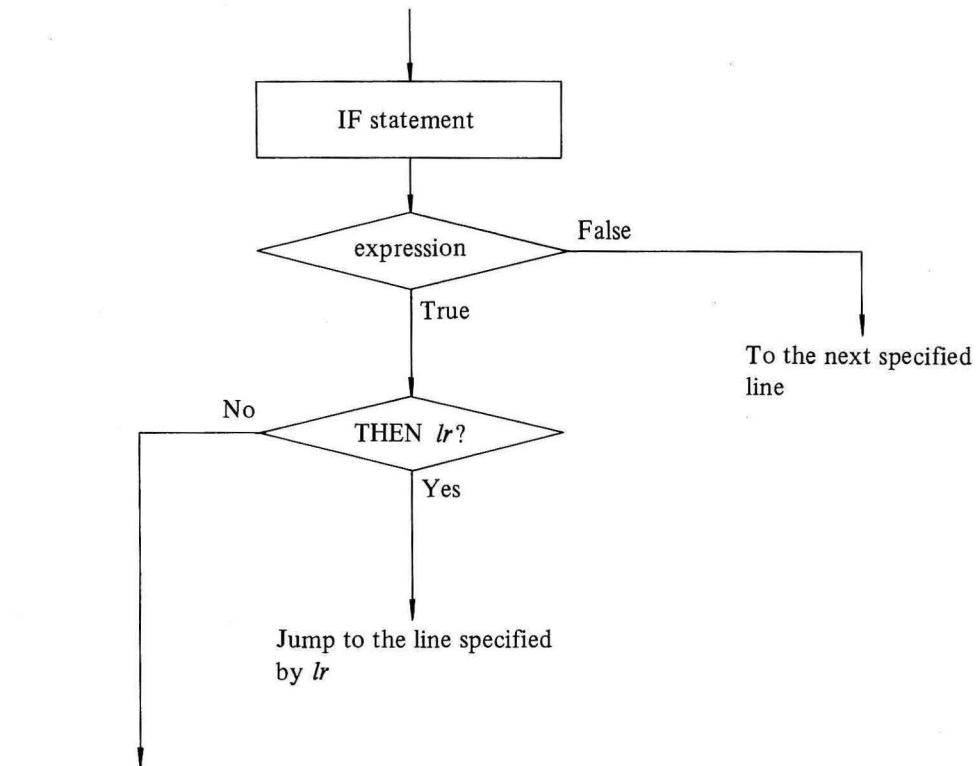 IF statement
expression
False
True
To the next specified
line
No
THEN lr?
Yes
Jump to the line specified
by lr